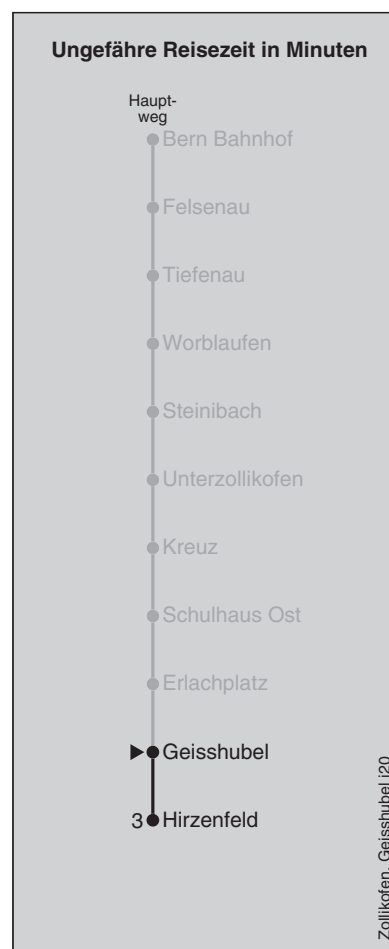 Ungefähre Reisezeit in Minuten
Haupt-
weg
Bern Bahnhof
Felsenau
Tiefenau
Worblaufen
Steinibach
Unterzollikofen
Kreuz
Schulhaus Ost
Erlachplatz
Geisshubel
3 Hirzenfeld
Zollikofen, Geisshubel j20